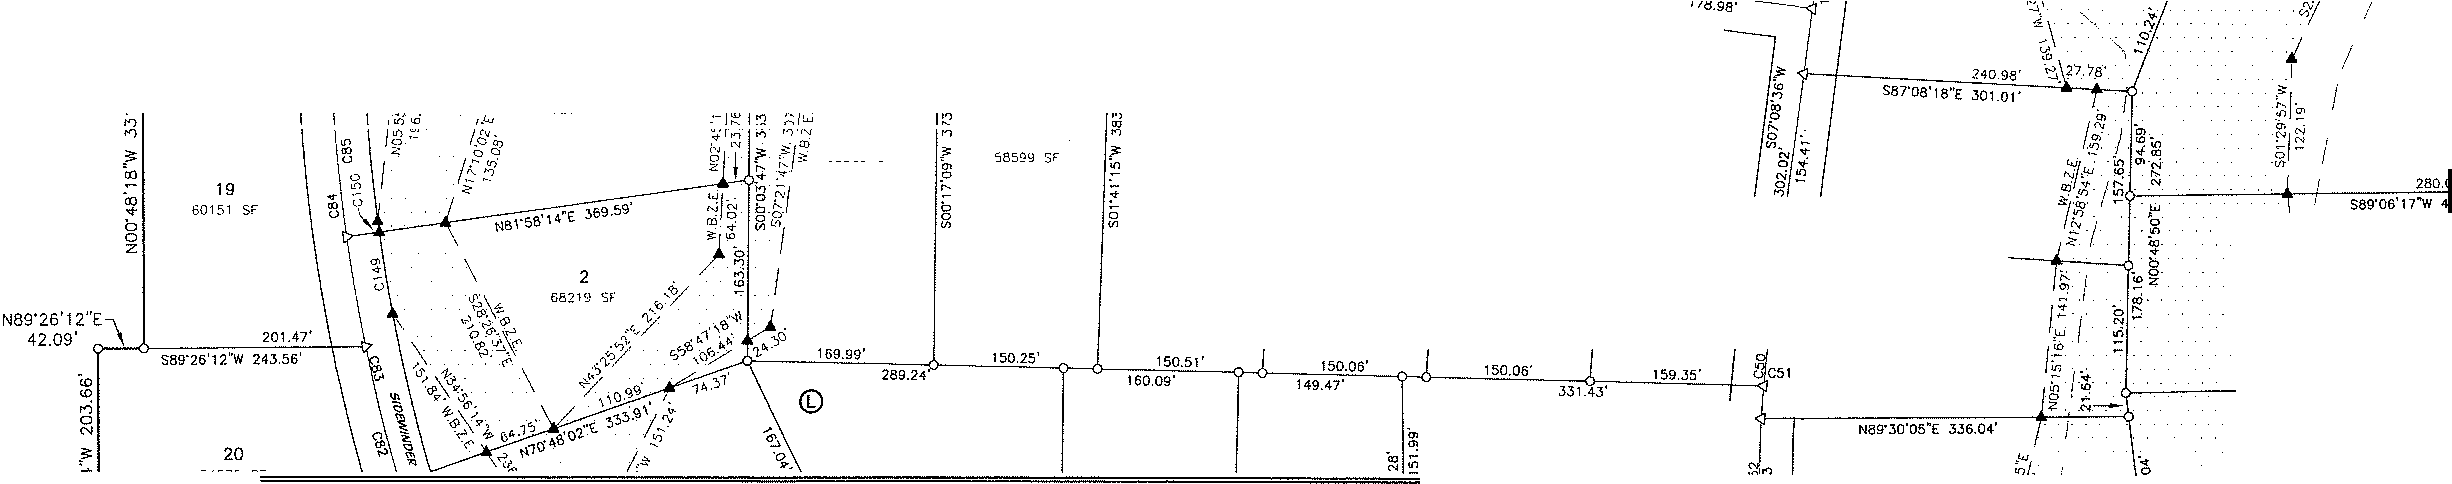 178.98'
110.24'
W 139.27'
240.98'
27.78'
S87°08'18"E 301.01'
S07°08'36"W
302.02'
154.41'
S01°29'57"W
122.19'
N12°58'54"E 159.29'
W.B.Z.E
94.69'
157.65'
272.85'
N00°48'50"E
280.0
S89°06'17"W 4
178.16'
115.20'
N05°15'16"E 141.97'
21.64'
N89°30'05"E 336.04'
04'
5"E
N00°48'18"W 33
19
60151 SF
C85
C84
C150
C149
N17°10'02"E
135.08'
N02°45'1
23.76
S00°03'47"W 363
S07°21'47"W
W.B.Z E.
W.B.Z.E
64.02'
163.30'
N81°58'14"E 369.59'
2
68219 SF
W.B.Z.E.
S28°26'37"E
210.82'
N43°25'52"E 216.18'
S58°47'18"W
106.44'
24.30'
S00°17'09"W 373
58599 SF
S01°41'15"W 383
N89°26'12"E
42.09'
201.47'
S89°26'12"W 243.56'
C83
C82
SIDEWINDER
N34°56'14"W
151.84' W.B.Z.E
64.75'
110.99'
74.37'
N70°48'02"E 333.91'
"W 151.24'
167.04'
L
169.99'
289.24'
150.25'
150.51'
160.09'
150.06'
149.47'
150.06'
331.43'
159.35'
C50
C51
28'
151.99'
"W 203.66'
20